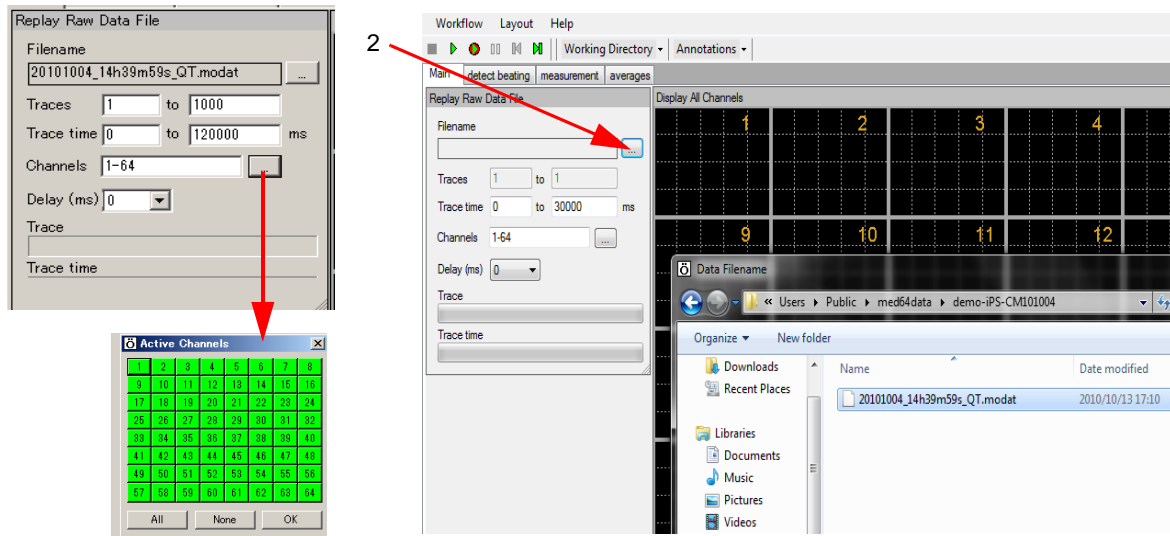 Replay Raw Data File
Filename
20101004_14h39m59s_QT.modat ...
Traces 1 to 1000
Trace time 0 to 120000 ms
Channels 1-64 ...
Delay (ms) 0
Trace
Trace time
Active Channels
1 2 3 4 5 6 7 8
9 10 11 12 13 14 15 16
17 18 19 20 21 22 23 24
25 26 27 28 29 30 31 32
33 34 35 36 37 38 39 40
41 42 43 44 45 46 47 48
49 50 51 52 53 54 55 56
57 58 59 60 61 62 63 64
All None OK
2
Workflow Layout Help
Working Directory Annotations
Main detect beating measurement averages
Replay Raw Data File
Filename
...
Traces 1 to 1
Trace time 0 to 30000 ms
Channels 1-64 ...
Delay (ms) 0
Trace
Trace time
Display All Channels
1 2 3 4
9 10 11 12
Data Filename
« Users Public med64data demo-iPS-CM101004
Organize New folder
Downloads
Recent Places
Libraries
Documents
Music
Pictures
Videos
Name Date modified
20101004_14h39m59s_QT.modat 2010/10/13 17:10